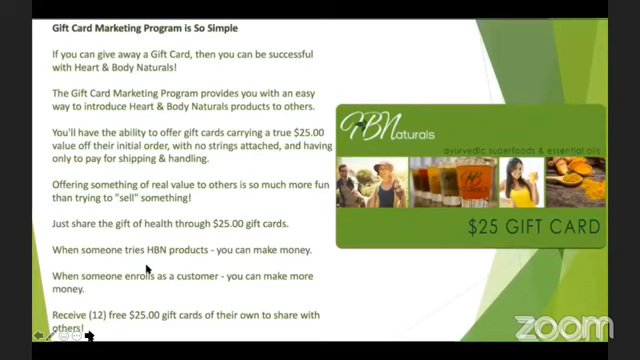 Gift Card Marketing Program is So Simple
If you can give away a Gift Card, then you can be successful
with Heart & Body Naturals!
The Gift Card Marketing Program provides you with an easy
way to introduce Heart & Body Naturals products to others.
You'll have the ability to offer gift cards carrying a true $25.00
value off their initial order, with no strings attached, and having
only to pay for shipping & handling.
Offering something of real value to others is so much more fun
than trying to "sell" something!
Just share the gift of health through $25.00 gift cards.
When someone tries HBN products - you can make money.
When someone enrolls as a customer - you can make more
money.
Receive (12) free $25.00 gift cards of their own to share with
others!
HBNaturals
ayurvedic superfoods & essential oils
HBN
NATURALS
$25 GIFT CARD
zoom